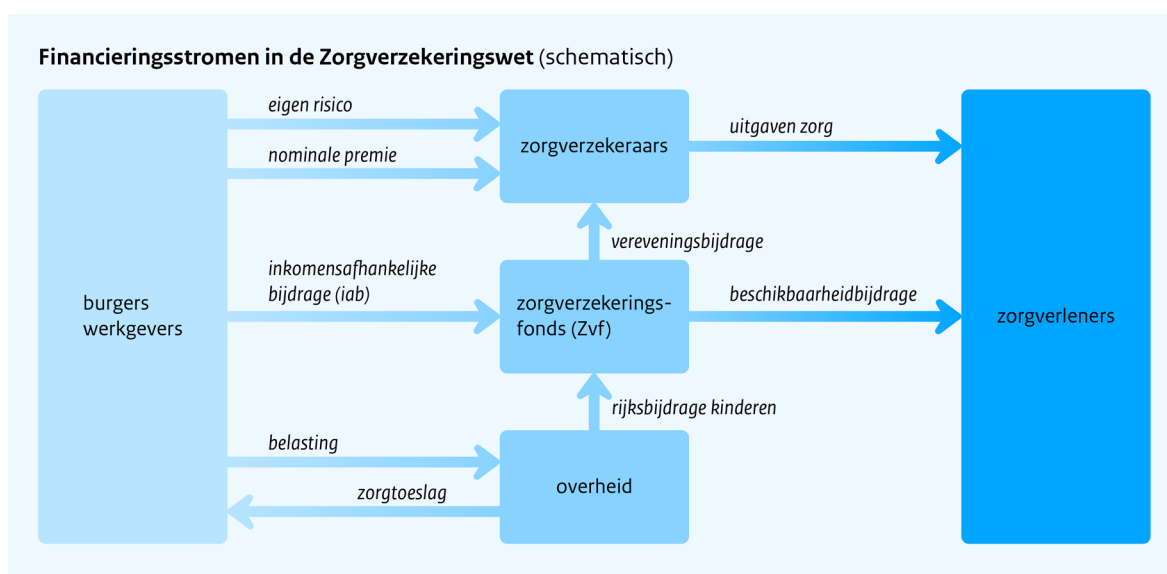 Financieringsstromen in de Zorgverzekeringswet (schematisch)
eigen risico
nominale premie
inkomensafhankelijke
bijdrage (iab)
burgers
werkgevers
belasting
zorgtoeslag
zorgverzekeraars
vereveningsbijdrage
zorgverzekerings-
fonds (Zvf)
rijksbijdrage kinderen
overheid
uitgaven zorg
beschikbaarheidbijdrage
zorgverleners